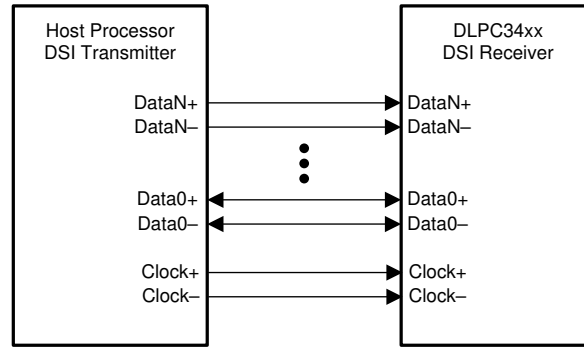 Host Processor
DSI Transmitter
DLPC34xx
DSI Receiver
DataN+
DataN+
DataN–
DataN–
Data0+
Data0+
Data0–
Data0–
Clock+
Clock+
Clock–
Clock–